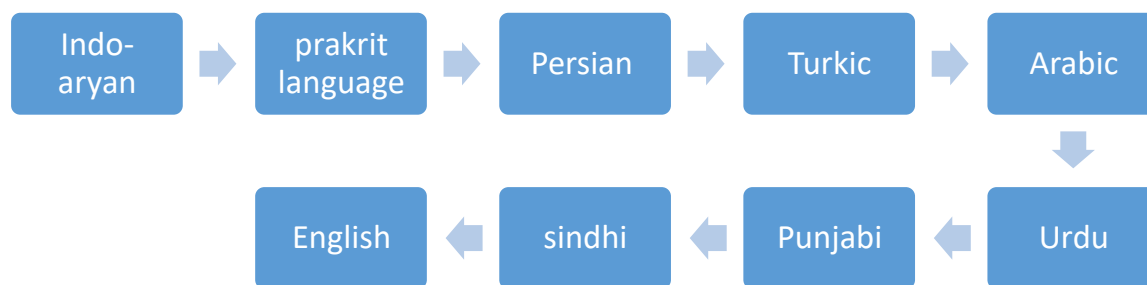 Indo-
aryan
prakrit
language
Persian
Turkic
Arabic
Urdu
Punjabi
sindhi
English